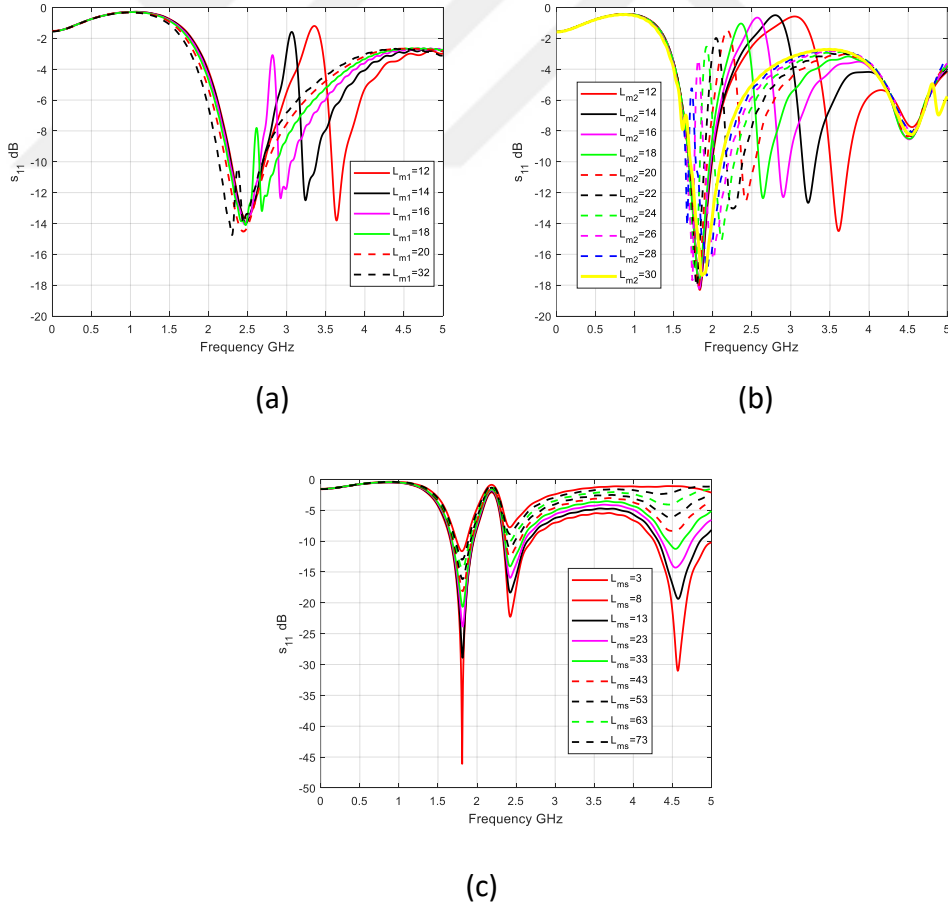 0
-2
-4
-6
-8
-10
-12
-14
-16
-18
-20
s11 dB
Lm1=12
Lm1=14
Lm1=16
Lm1=18
Lm1=20
Lm1=32
0 0.5 1 1.5 2 2.5 3 3.5 4 4.5 5
Frequency GHz
(a)
0
-2
-4
-6
-8
-10
-12
-14
-16
-18
-20
s11 dB
Lm2=12
Lm2=14
Lm2=16
Lm2=18
Lm2=20
Lm2=22
Lm2=24
Lm2=26
Lm2=28
Lm2=30
0 0.5 1 1.5 2 2.5 3 3.5 4 4.5 5
Frequency GHz
(b)
0
-5
-10
-15
-20
-25
-30
-35
-40
-45
-50
s11 dB
Lms=3
Lms=8
Lms=13
Lms=23
Lms=33
Lms=43
Lms=53
Lms=63
Lms=73
0 0.5 1 1.5 2 2.5 3 3.5 4 4.5 5
Frequency GHz
(c)